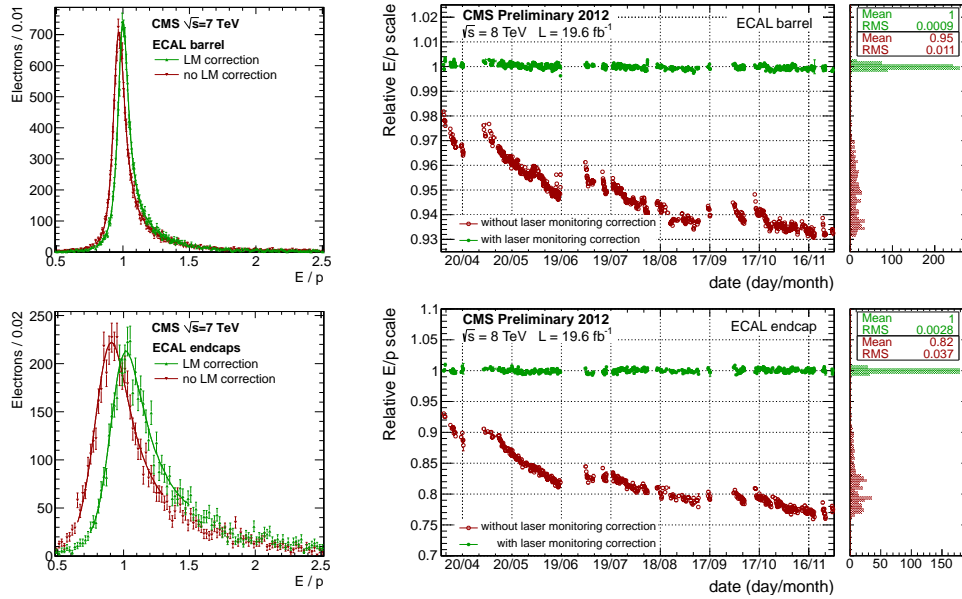 Electrons / 0.01
700
600
500
400
300
200
100
0
CMS √s=7 TeV
ECAL barrel
LM correction
no LM correction
0.5 1 1.5 2 2.5
E / p
Relative E/p scale
1.02
1.01
1
0.99
0.98
0.97
0.96
0.95
0.94
0.93
CMS Preliminary 2012
√s = 8 TeV L = 19.6 fb⁻¹
ECAL barrel
without laser monitoring correction
with laser monitoring correction
20/04 20/05 19/06 19/07 18/08 17/09 17/10 16/11
date (day/month)
Mean 1
RMS 0.0009
Mean 0.95
RMS 0.011
0 100 200
Electrons / 0.02
250
200
150
100
50
0
CMS √s=7 TeV
ECAL endcaps
LM correction
no LM correction
0.5 1 1.5 2 2.5
E / p
Relative E/p scale
1.1
1.05
1
0.95
0.9
0.85
0.8
0.75
0.7
CMS Preliminary 2012
√s = 8 TeV L = 19.6 fb⁻¹
ECAL endcap
without laser monitoring correction
with laser monitoring correction
20/04 20/05 19/06 19/07 18/08 17/09 17/10 16/11
date (day/month)
Mean 1
RMS 0.0028
Mean 0.82
RMS 0.037
0 50 100 150